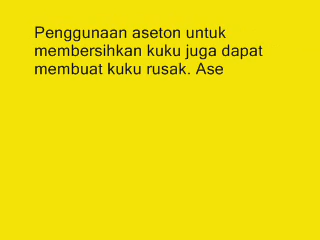 Penggunaan aseton untuk
membersihkan kuku juga dapat
membuat kuku rusak. Ase